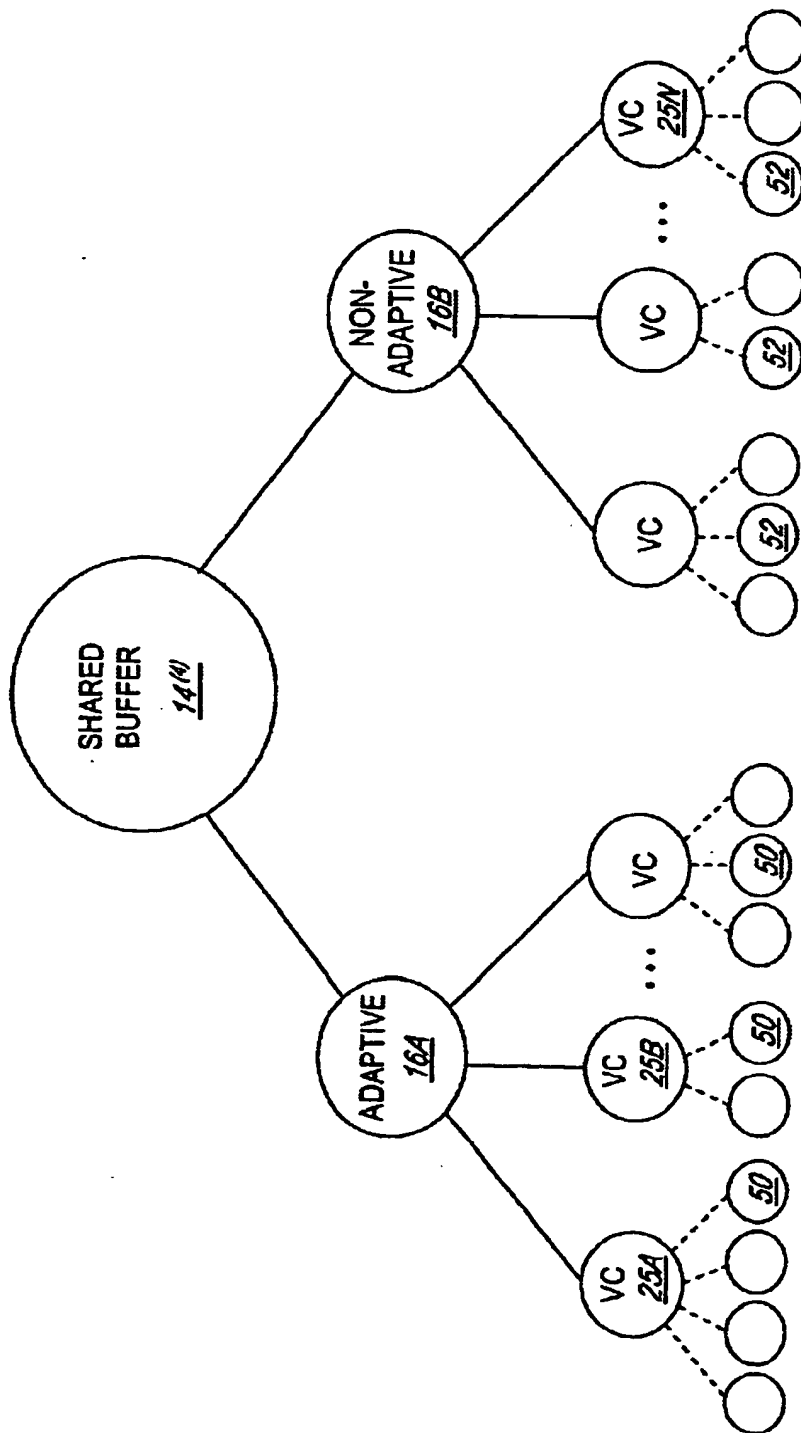 SHARED
BUFFER
14(4)
ADAPTIVE
16A
NON-
ADAPTIVE
16B
VC
25A
VC
25B
...
VC
VC
VC
...
VC
25N
50
50
50
52
52
52